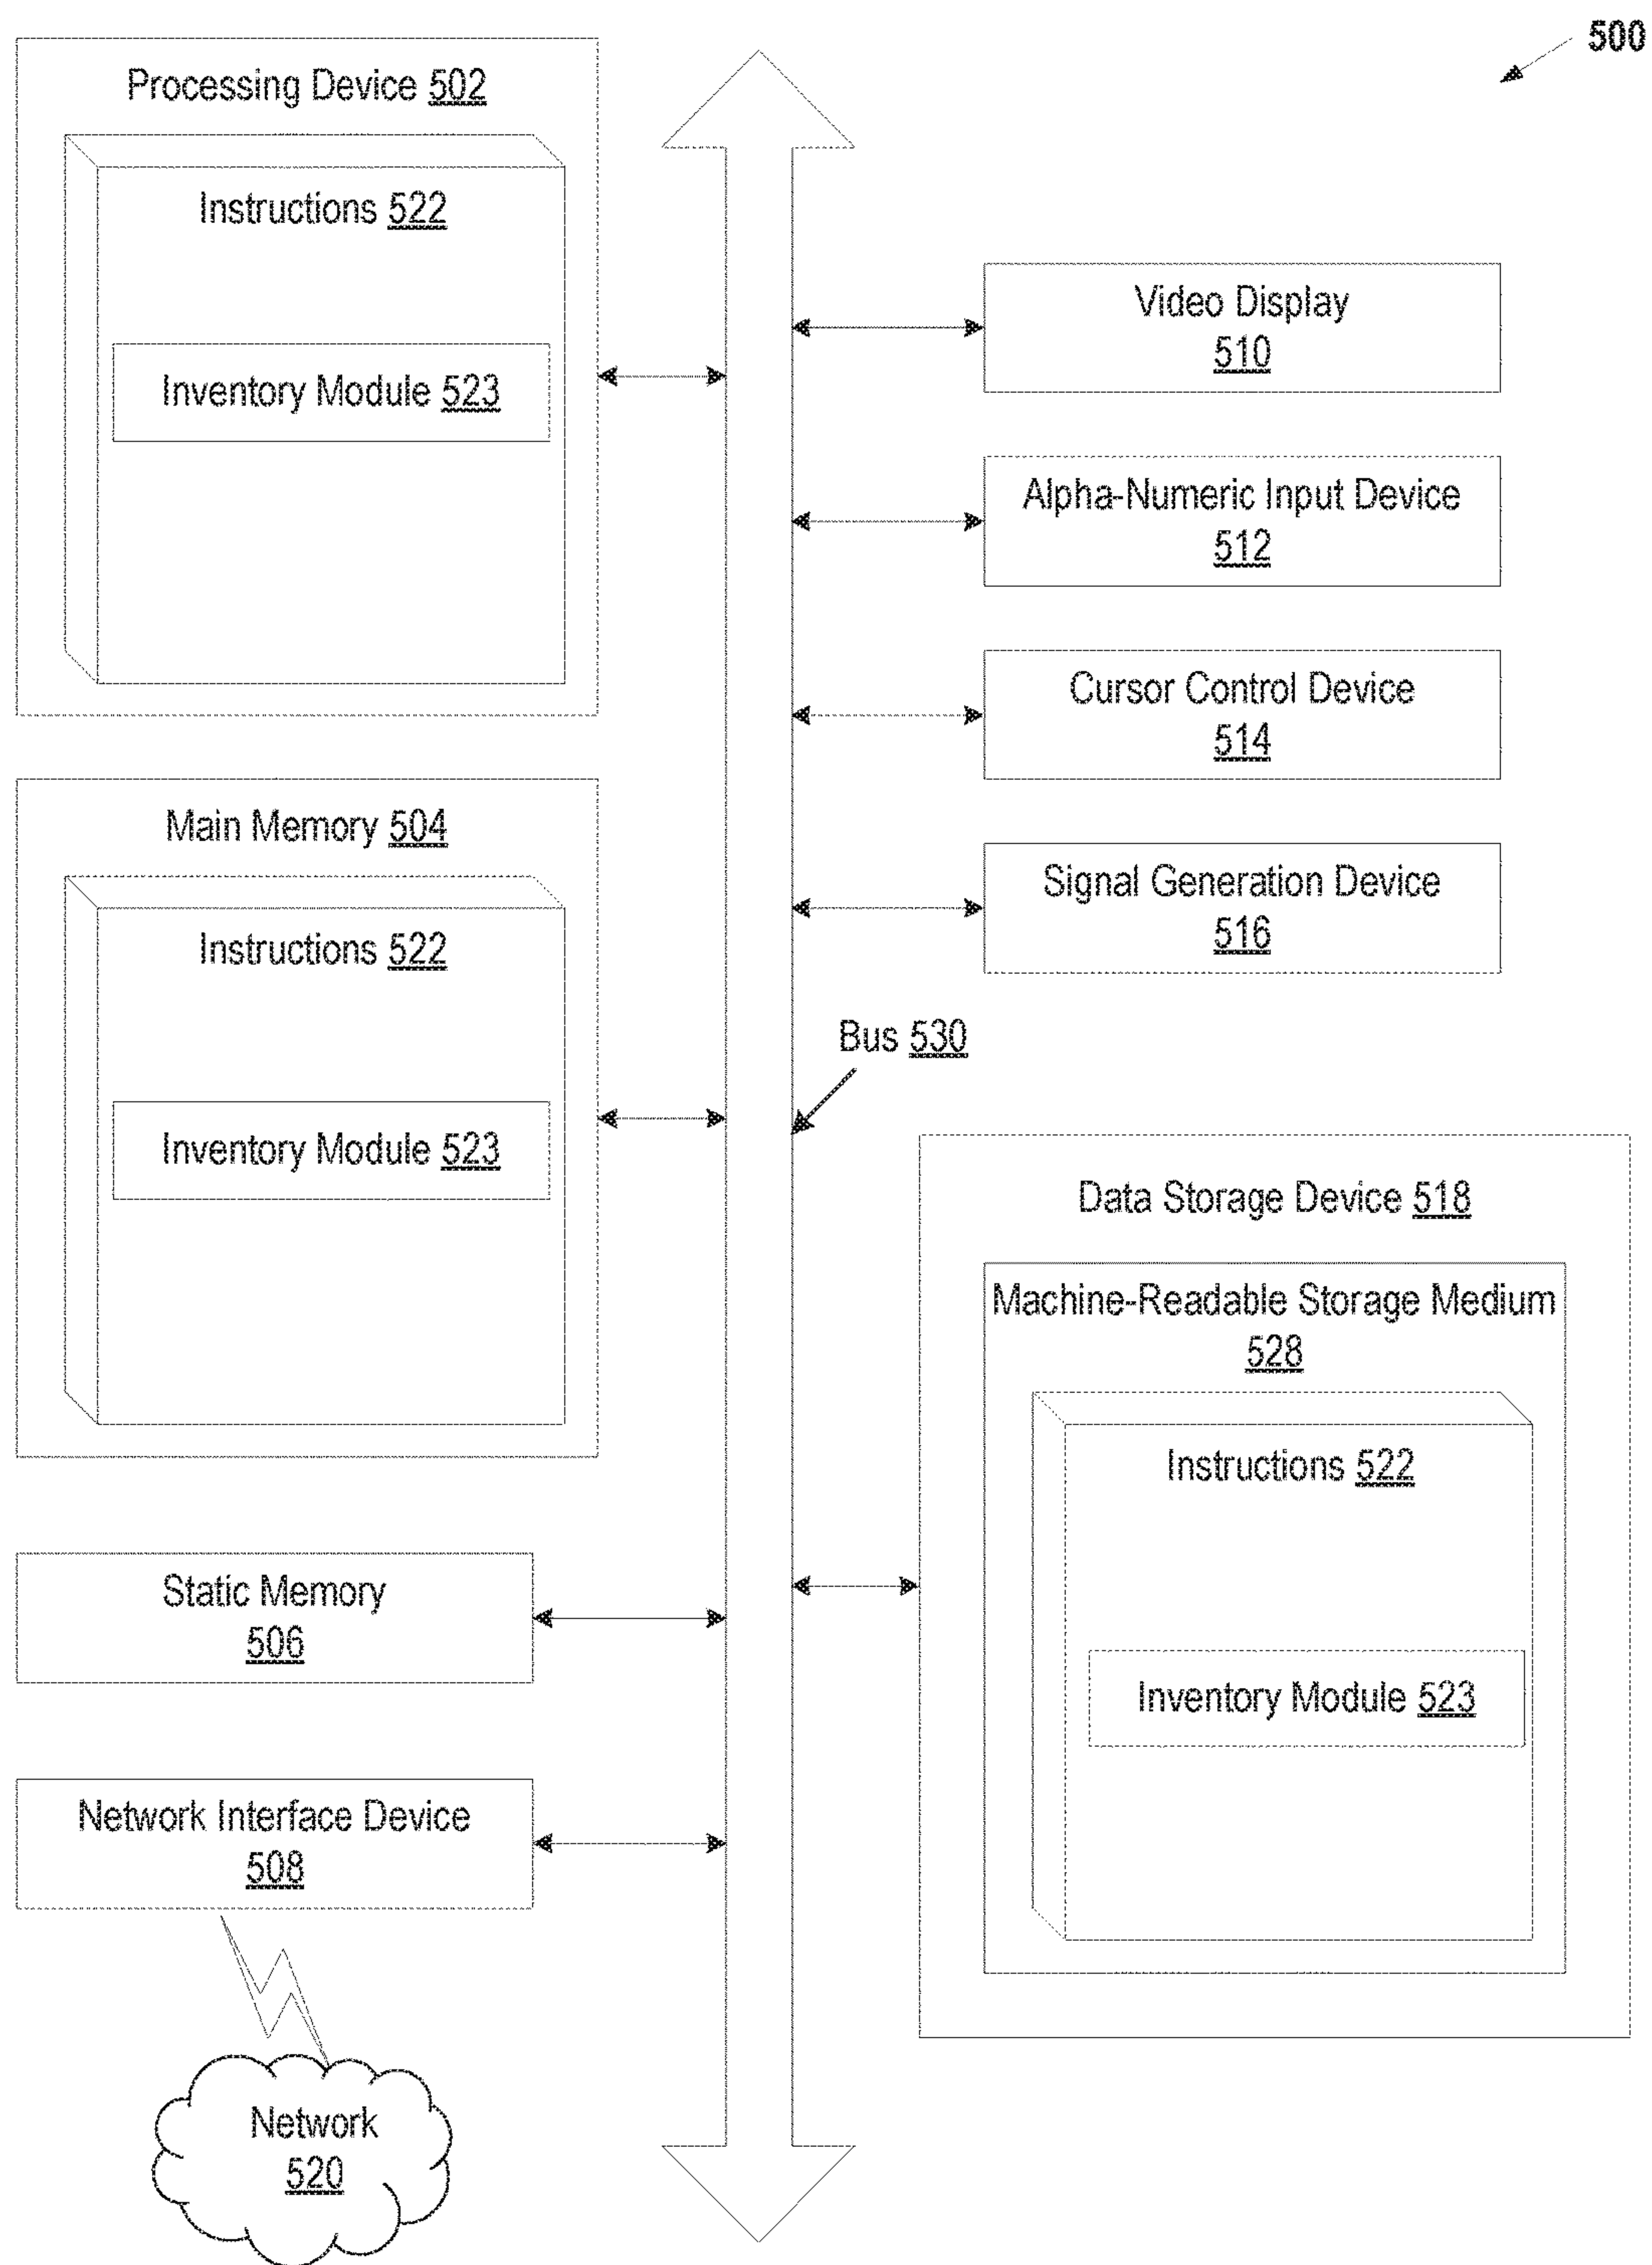 500
Processing Device 502
Instructions 522
Inventory Module 523
Main Memory 504
Instructions 522
Inventory Module 523
Static Memory
506
Network Interface Device
508
Network
520
Video Display
510
Alpha-Numeric Input Device
512
Cursor Control Device
514
Signal Generation Device
516
Bus 530
Data Storage Device 518
Machine-Readable Storage Medium
528
Instructions 522
Inventory Module 523